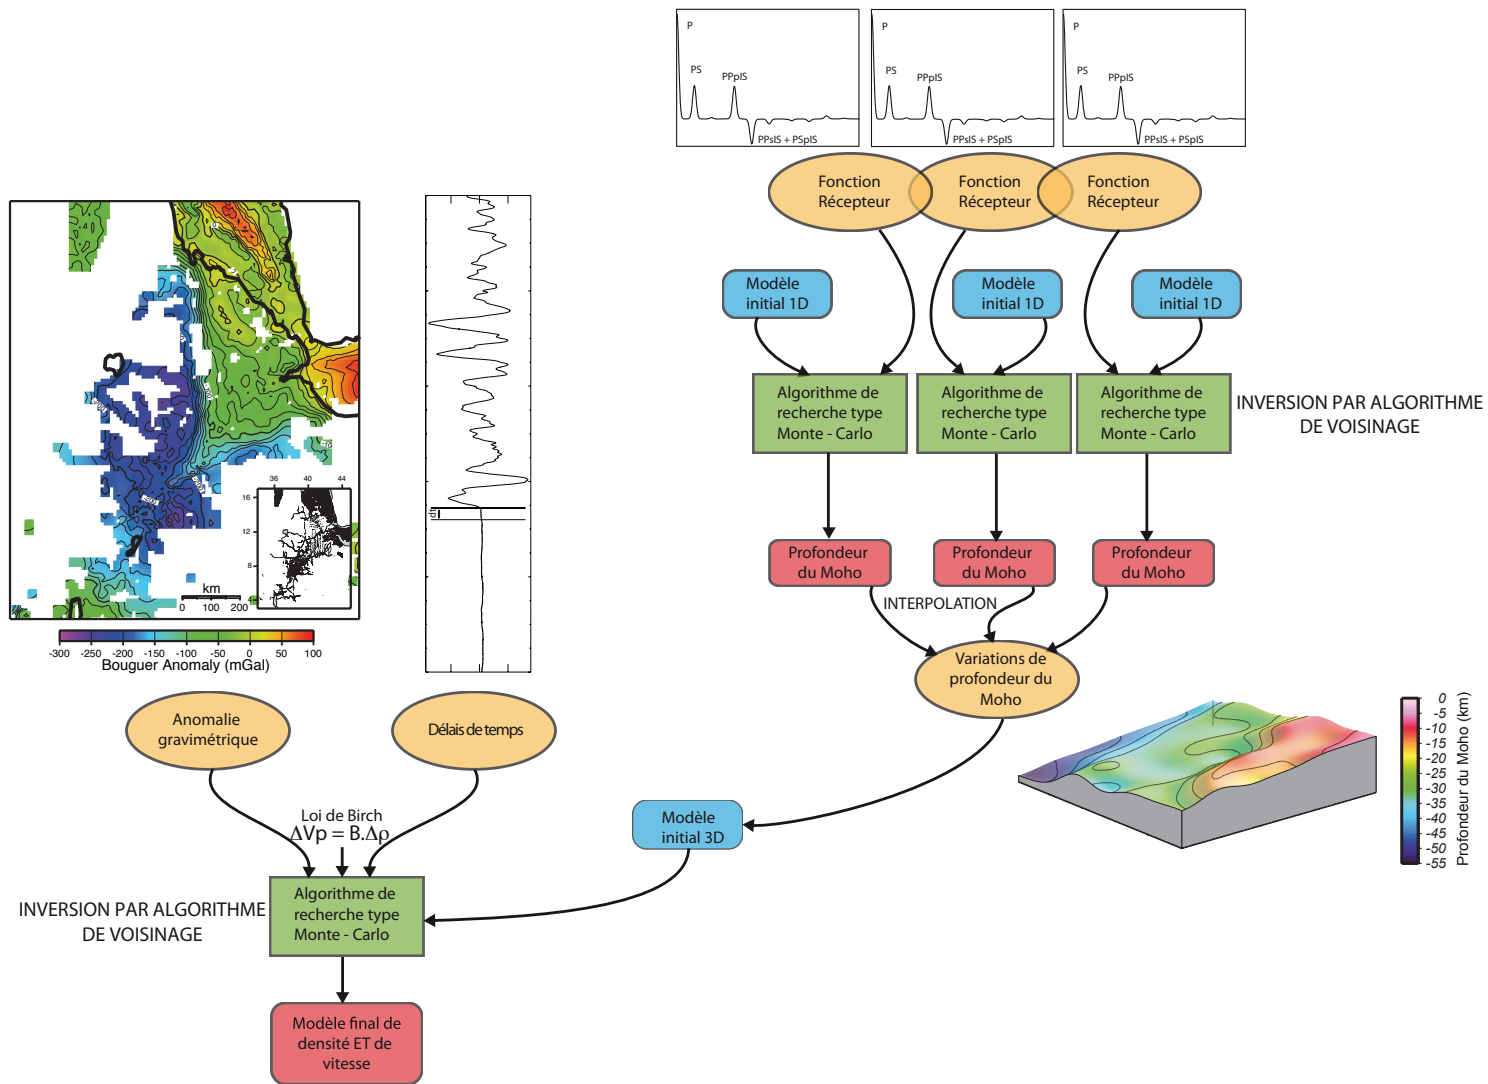 P
PS
PPpIS
PPsIS + PSpIS
P
PS
PPpIS
PPsIS + PSpIS
P
PS
PPpIS
PPsIS + PSpIS
Fonction
Récepteur
Fonction
Récepteur
Fonction
Récepteur
Modèle
initial 1D
Modèle
initial 1D
Modèle
initial 1D
Algorithme de
recherche type
Monte - Carlo
Algorithme de
recherche type
Monte - Carlo
Algorithme de
recherche type
Monte - Carlo
INVERSION PAR ALGORITHME
DE VOISINAGE
Profondeur
du Moho
Profondeur
du Moho
Profondeur
du Moho
INTERPOLATION
Variations de
profondeur du
Moho
36 40 44
16
12
8
4
km
0 100 200
-300 -250 -200 -150 -100 -50 0 50 100
Bouguer Anomaly (mGal)
Anomalie
gravimétrique
Délais de temps
Loi de Birch
ΔVp = B.Δρ
Modèle
initial 3D
0
-5
-10
-15
-20
-25
-30
-35
-40
-45
-50
-55
Profondeur du Moho (km)
INVERSION PAR ALGORITHME
DE VOISINAGE
Algorithme de
recherche type
Monte - Carlo
Modèle final de
densité ET de
vitesse